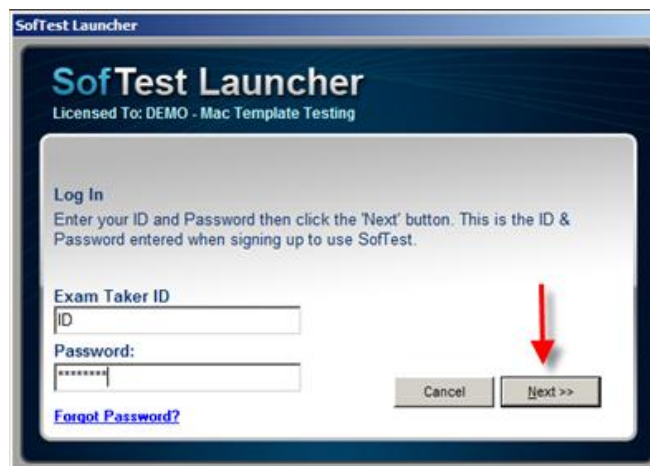 SofTest Launcher
SofTest Launcher
Licensed To: DEMO - Mac Template Testing
Log In
Enter your ID and Password then click the 'Next' button. This is the ID &
Password entered when signing up to use SofTest.
Exam Taker ID
ID
Password:
********
Cancel
Next >>
Forgot Password?